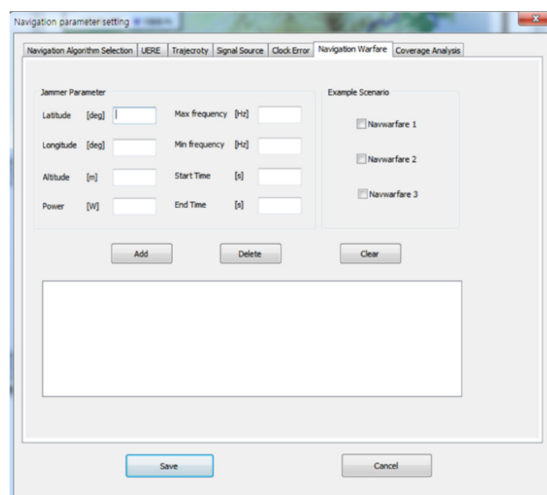 Navigation parameter setting
Navigation Algorithm Selection UERE Trajecroty Signal Source Clock Error Navigation Warfare Coverage Analysis
Jammer Parameter Example Scenario
Latitude [deg] Max frequency [Hz] Navwarfare 1
Longitude [deg] Min frequency [Hz] Navwarfare 2
Altitude [m] Start Time [s] Navwarfare 3
Power [W] End Time [s]
Add Delete Clear
Save Cancel